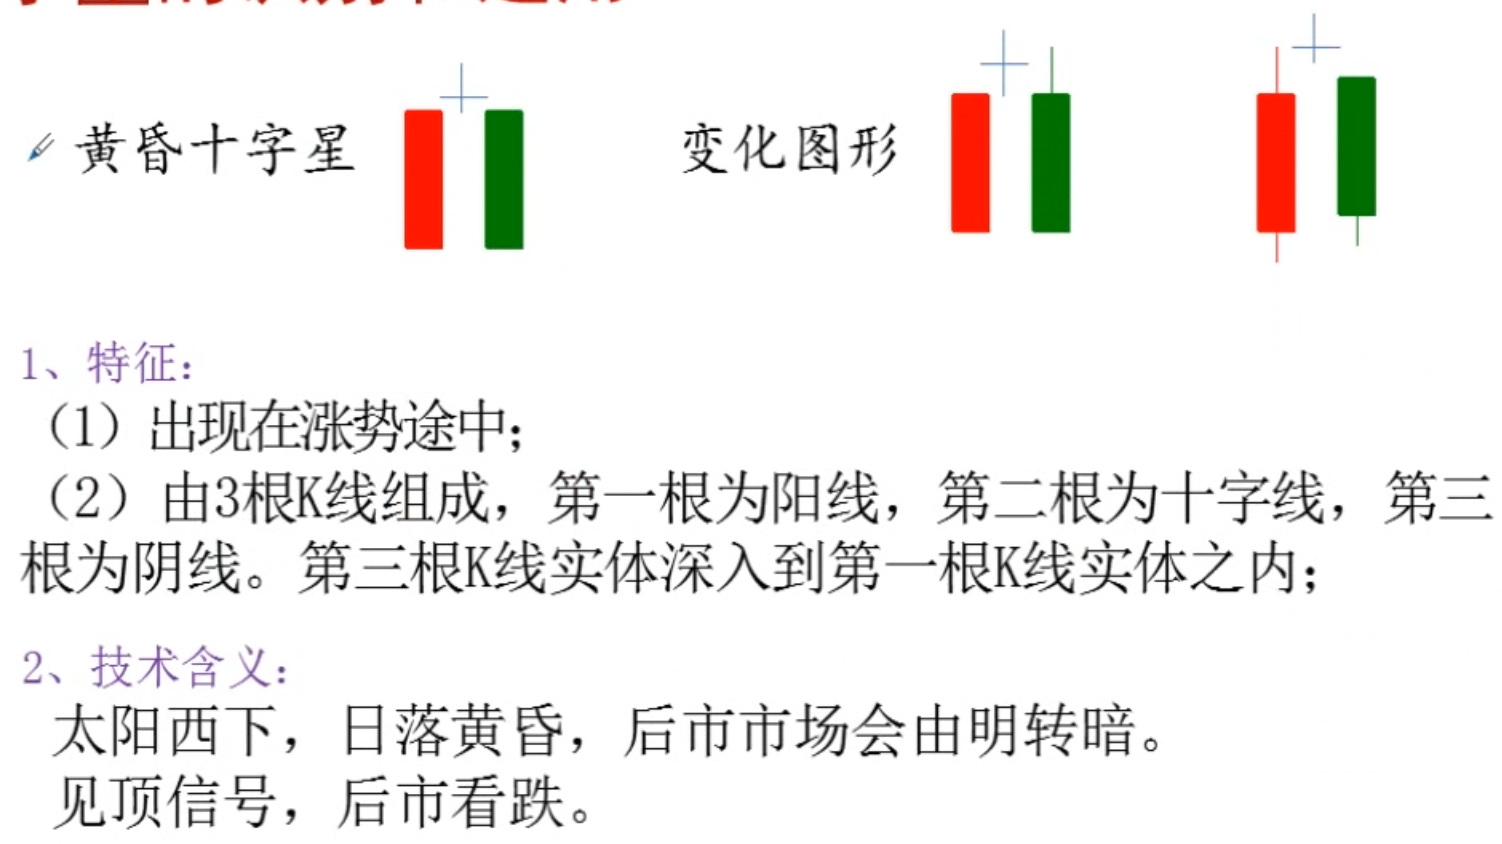 黄昏十字星
变化图形
1、特征:
（1）出现在涨势途中;
（2）由3根K线组成，第一根为阳线，第二根为十字线，第三
根为阴线。第三根K线实体深入到第一根K线实体之内;
2、技术含义:
太阳西下，日落黄昏，后市市场会由明转暗。
见顶信号，后市看跌。